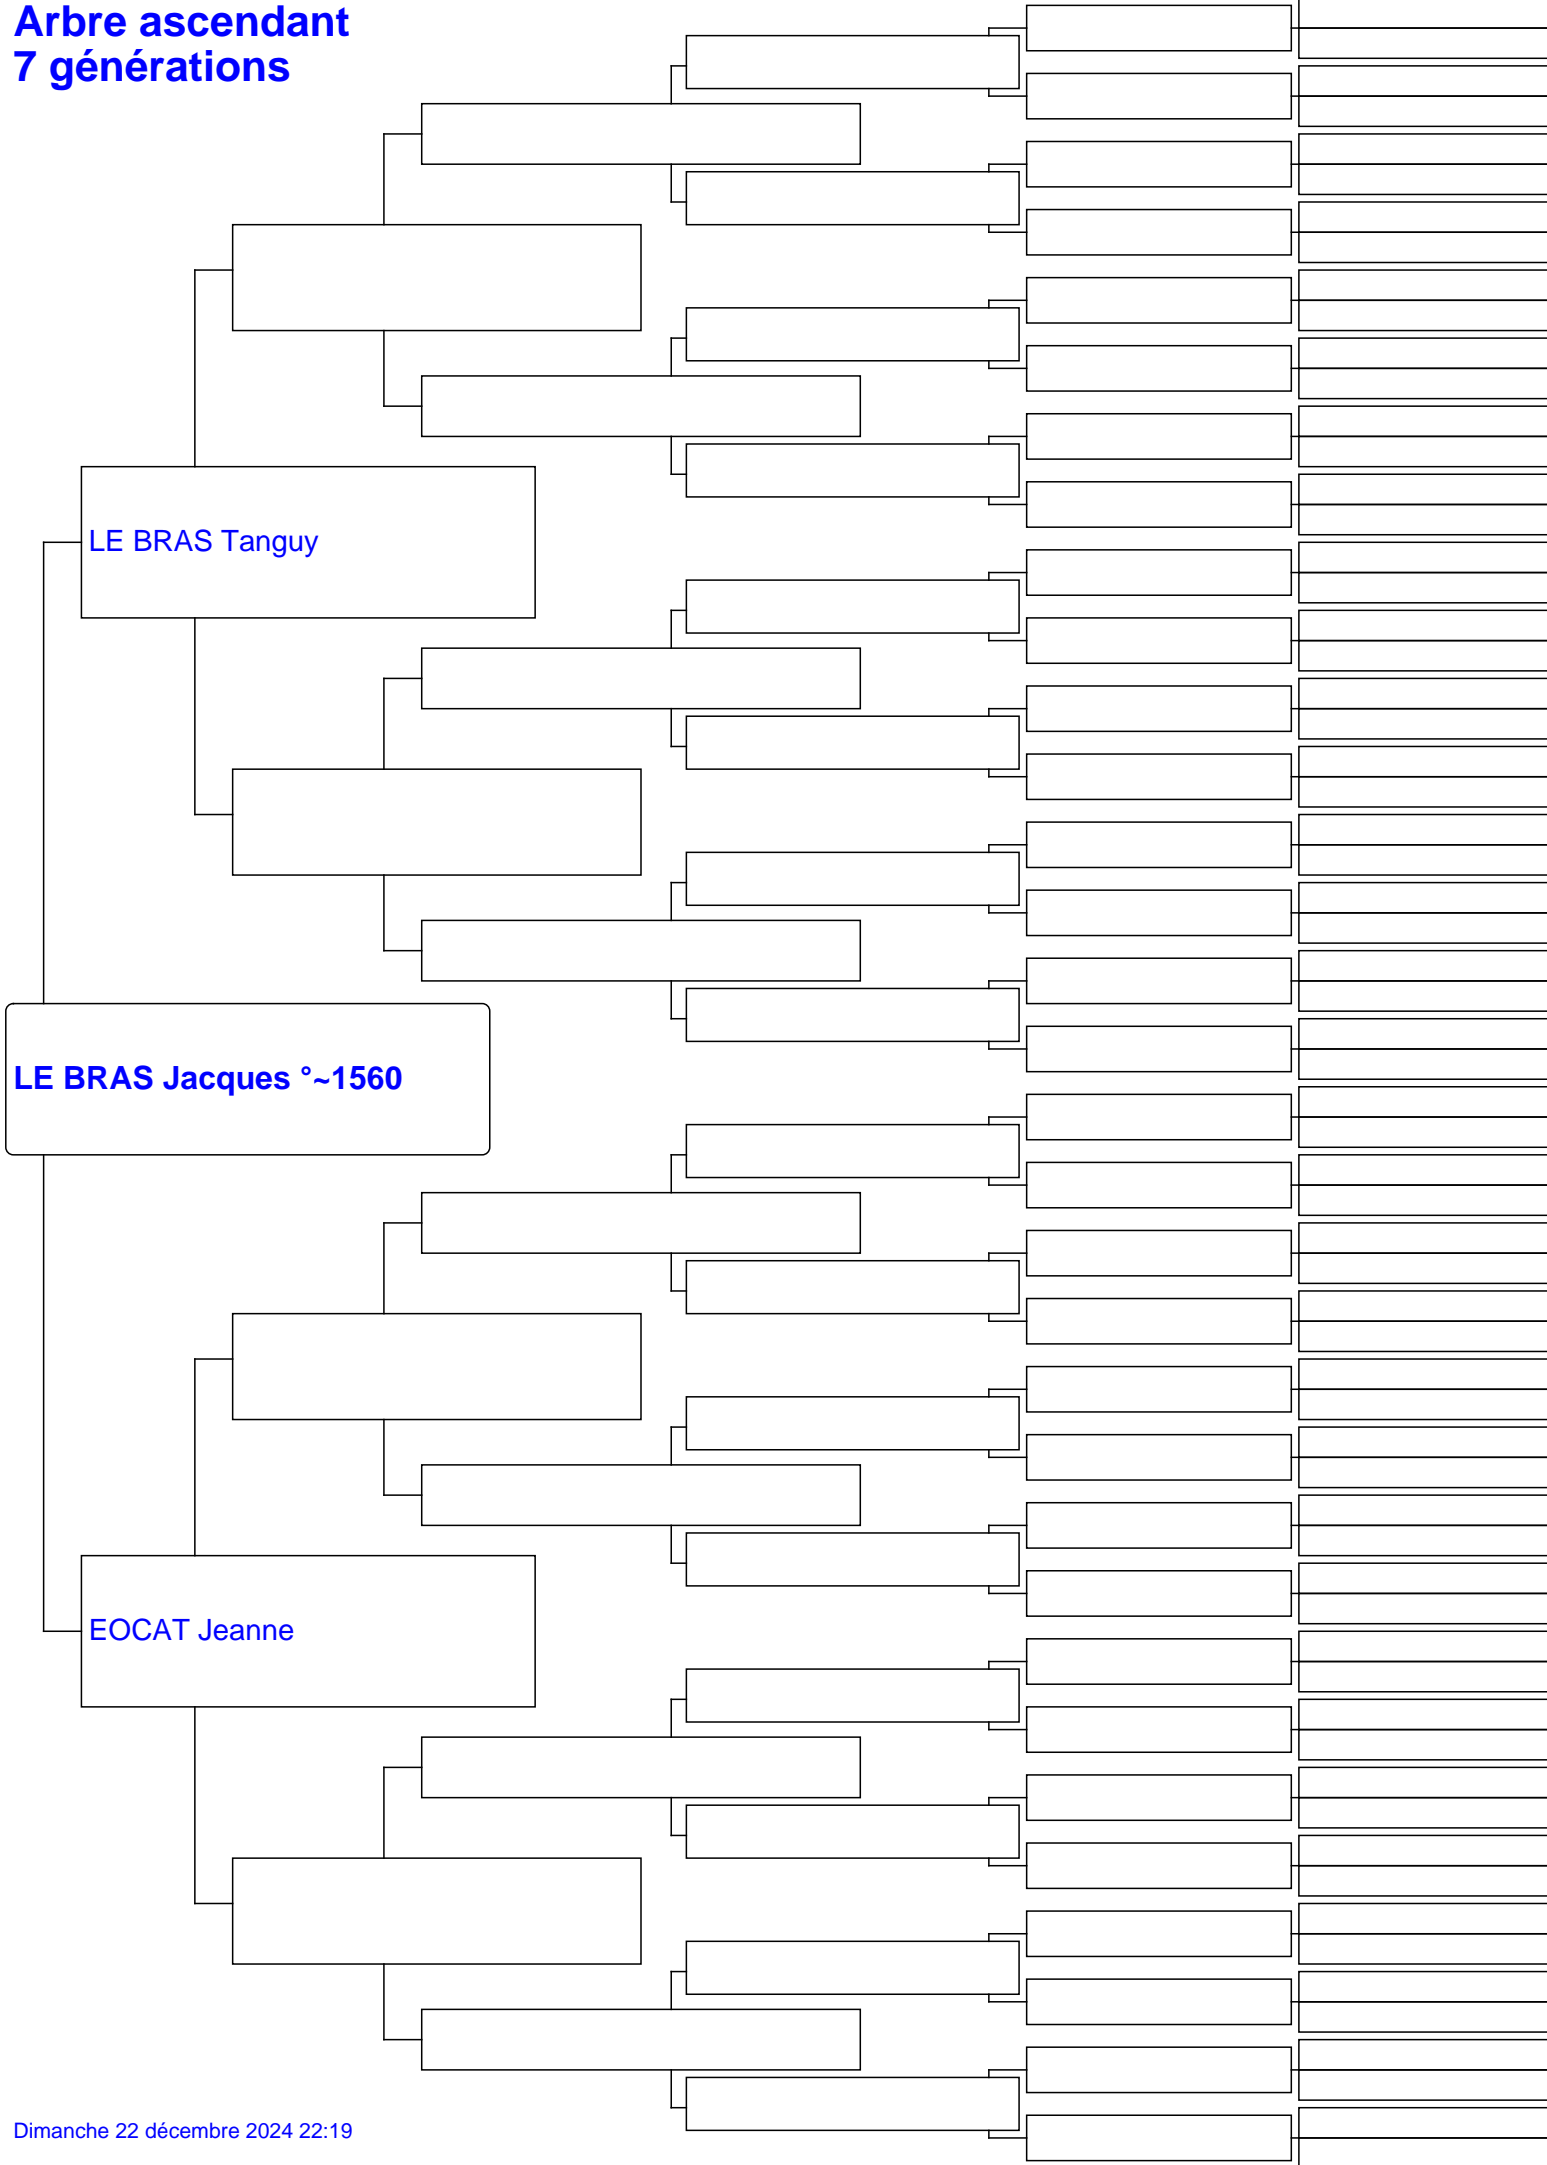 Arbre ascendant
7 générations
LE BRAS Tanguy
LE BRAS Jacques °~1560
EOCAT Jeanne
Dimanche 22 décembre 2024 22:19